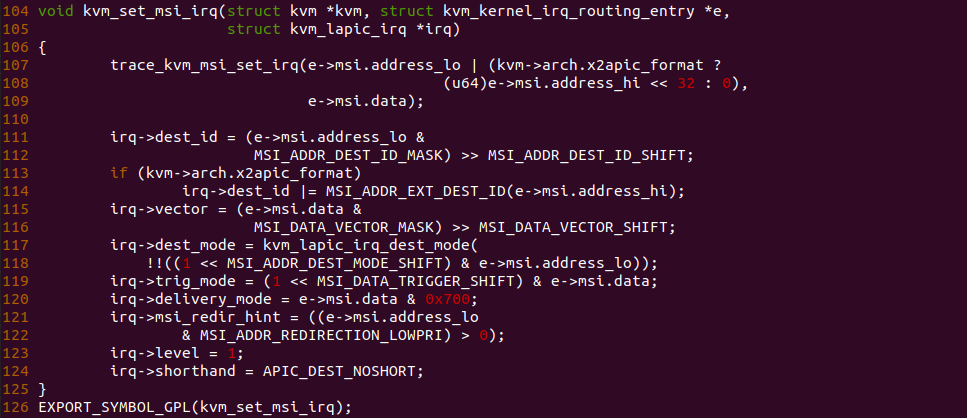 104 void kvm_set_msi_irq(struct kvm *kvm, struct kvm_kernel_irq_routing_entry *e,
105                      struct kvm_lapic_irq *irq)
106 {
107         trace_kvm_msi_set_irq(e->msi.address_lo | (kvm->arch.x2apic_format ?
108                                              (u64)e->msi.address_hi << 32 : 0),
109                               e->msi.data);
110
111         irq->dest_id = (e->msi.address_lo &
112                         MSI_ADDR_DEST_ID_MASK) >> MSI_ADDR_DEST_ID_SHIFT;
113         if (kvm->arch.x2apic_format)
114                 irq->dest_id |= MSI_ADDR_EXT_DEST_ID(e->msi.address_hi);
115         irq->vector = (e->msi.data &
116                         MSI_DATA_VECTOR_MASK) >> MSI_DATA_VECTOR_SHIFT;
117         irq->dest_mode = kvm_lapic_irq_dest_mode(
118             !!((1 << MSI_ADDR_DEST_MODE_SHIFT) & e->msi.address_lo));
119         irq->trig_mode = (1 << MSI_DATA_TRIGGER_SHIFT) & e->msi.data;
120         irq->delivery_mode = e->msi.data & 0x700;
121         irq->msi_redir_hint = ((e->msi.address_lo
122                 & MSI_ADDR_REDIRECTION_LOWPRI) > 0);
123         irq->level = 1;
124         irq->shorthand = APIC_DEST_NOSHORT;
125 }
126 EXPORT_SYMBOL_GPL(kvm_set_msi_irq);